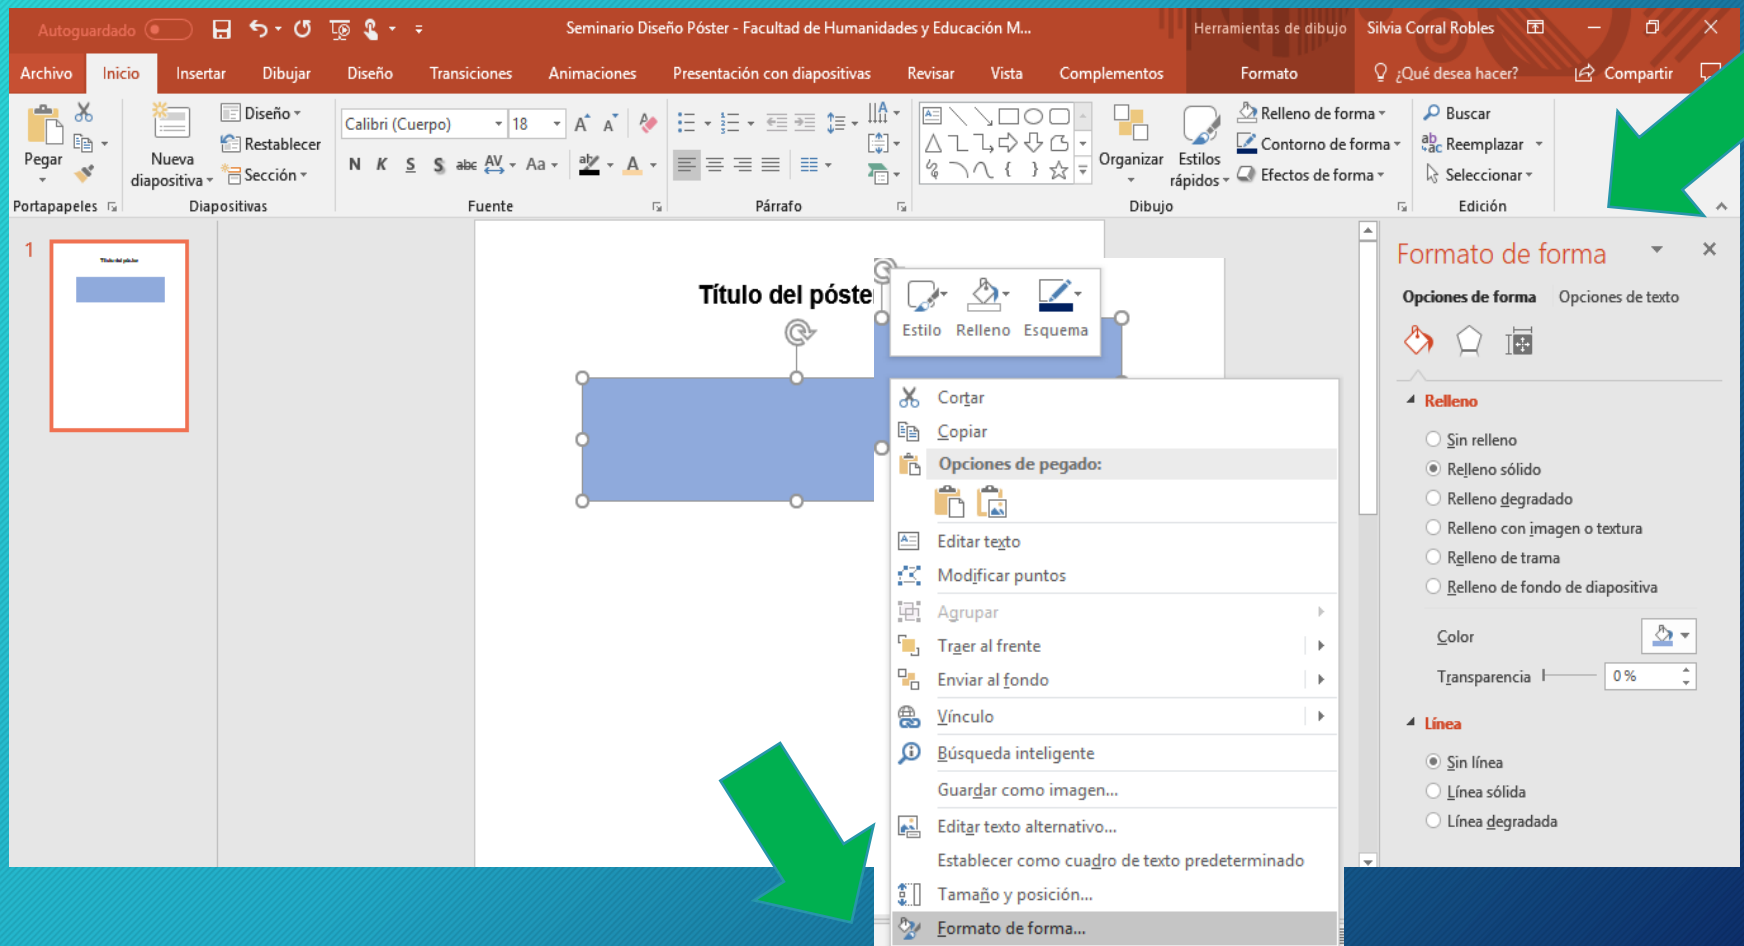 Autoguardado
Seminario Diseño Póster - Facultad de Humanidades y Educación M...
Herramientas de dibujo
Silvia Corral Robles
Archivo Inicio Insertar Dibujar Diseño Transiciones Animaciones Presentación con diapositivas Revisar Vista Complementos Formato ¿Qué desea hacer? Compartir
Pegar
Nueva diapositiva
Diseño
Restablecer
Sección
Calibri (Cuerpo) 18
N K S S abc AV Aa
Organizar
Estilos rápidos
Relleno de forma
Contorno de forma
Efectos de forma
Buscar
Reemplazar
Seleccionar
Portapapeles Diapositivas Fuente Párrafo Dibujo Edición
1
Título del póster
Título del póste
Estilo Relleno Esquema
Cortar
Copiar
Opciones de pegado:
Editar texto
Modificar puntos
Agrupar
Traer al frente
Enviar al fondo
Vínculo
Búsqueda inteligente
Guardar como imagen...
Editar texto alternativo...
Establecer como cuadro de texto predeterminado
Tamaño y posición...
Formato de forma...
Formato de forma
Opciones de forma Opciones de texto
Relleno
Sin relleno
Relleno sólido
Relleno degradado
Relleno con imagen o textura
Relleno de trama
Relleno de fondo de diapositiva
Color
Transparencia 0 %
Línea
Sin línea
Línea sólida
Línea degradada